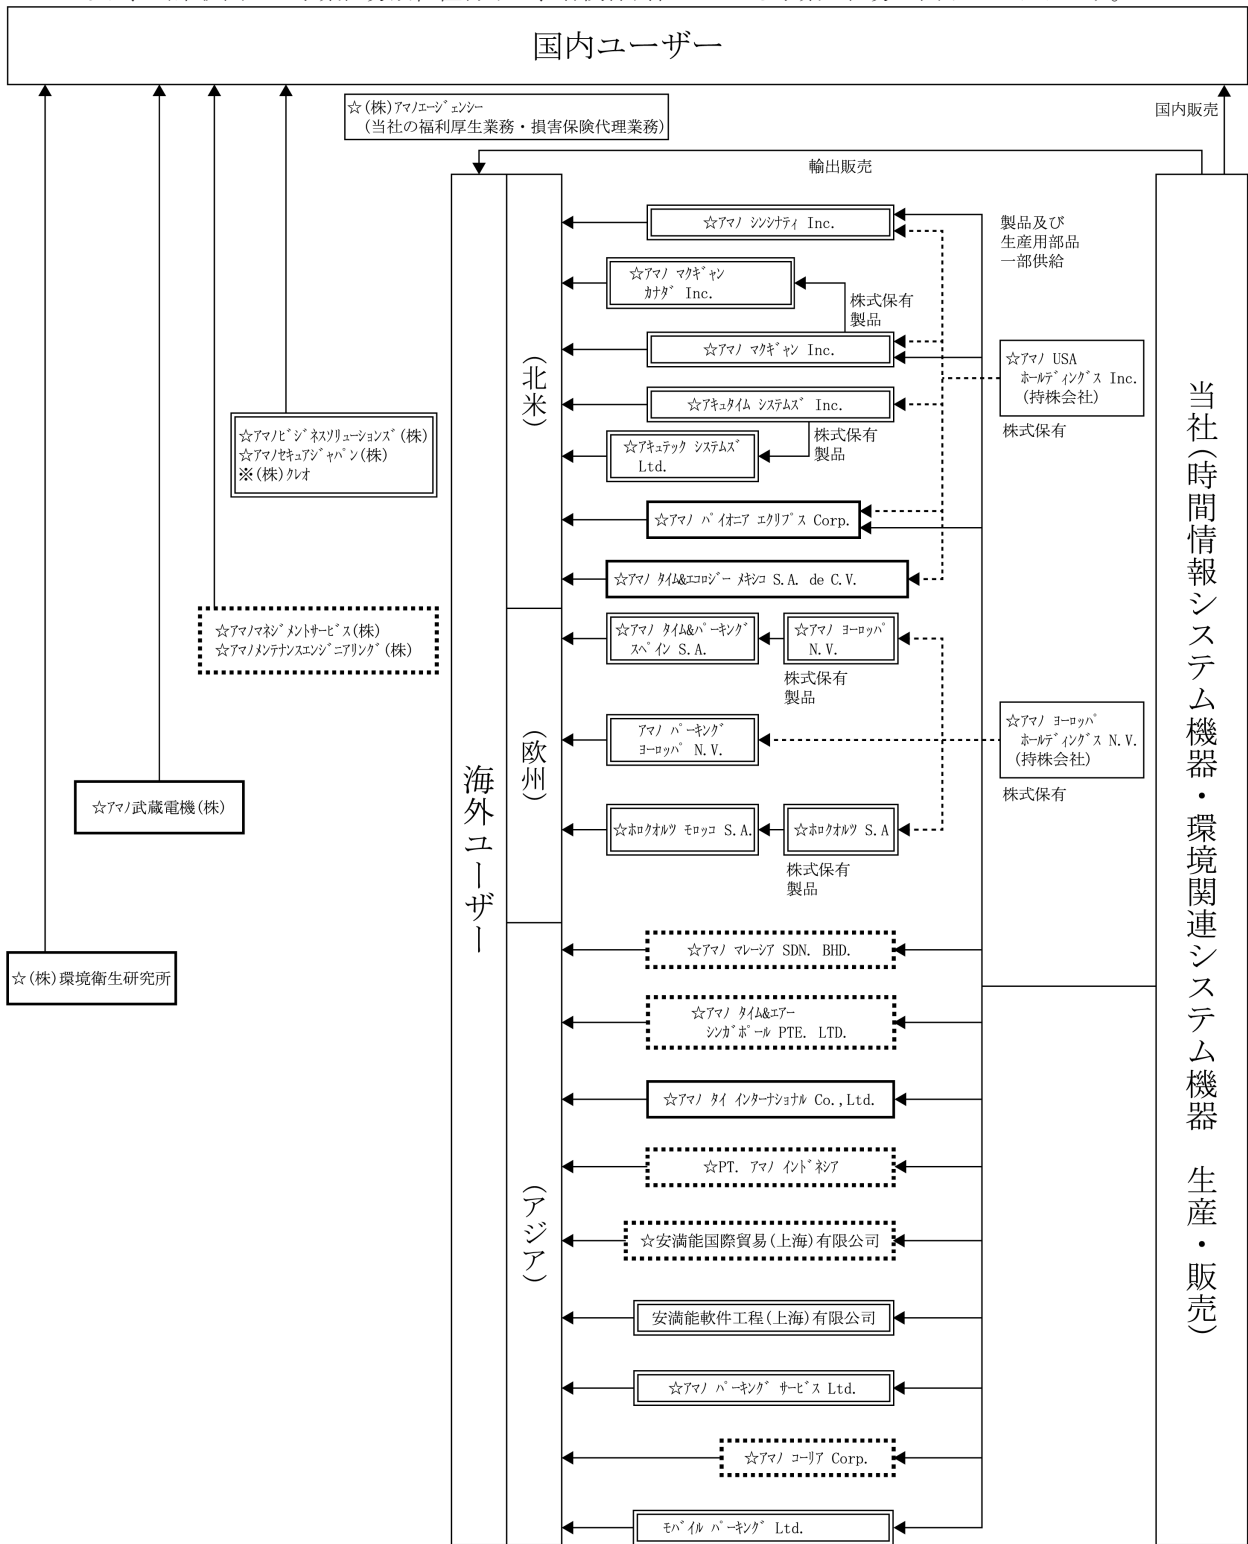 国内ユーザー
☆(株)アマノエージェンシー
(当社の福利厚生業務・損害保険代理業務)
国内販売
輸出販売
☆アマノ シンシナティ Inc.
製品及び
生産用部品
一部供給
☆アマノ マクギャン
カナダ Inc.
株式保有
製品
☆アマノ マクギャン Inc.
☆アマノ USA
ホールディングス Inc.
(持株会社)
株式保有
(北米)
☆アキュタイム システムズ Inc.
株式保有
製品
☆アキュテック システムズ
Ltd.
☆アマノビジネスソリューションズ(株)
☆アマノセキュアジャパン(株)
※(株)クレオ
☆アマノ パイオニア エクリプス Corp.
☆アマノ タイム&エコロジー メキシコ S.A. de C.V.
☆アマノマネジメントサービス(株)
☆アマノメンテナンスエンジニアリング(株)
☆アマノ タイム&パーキング
スペイン S.A.
☆アマノ ヨーロッパ
N.V.
株式保有
製品
(欧州)
アマノ パーキング
ヨーロッパ N.V.
☆アマノ ヨーロッパ
ホールディングス N.V.
(持株会社)
株式保有
☆アマノ武蔵電機(株)
☆ホロクオルツ モロッコ S.A.
☆ホロクオルツ S.A
株式保有
製品
海外ユーザー
当社(時間情報システム機器・環境関連システム機器 生産・販売)
☆(株)環境衛生研究所
☆アマノ マレーシア SDN. BHD.
☆アマノ タイム&エアー
シンガポール PTE. LTD.
☆アマノ タイ インターナショナル Co.,Ltd.
☆PT. アマノ インドネシア
(アジア)
☆安満能国際貿易(上海)有限公司
安満能軟件工程(上海)有限公司
☆アマノ パーキング サービス Ltd.
☆アマノ コーリア Corp.
モバイル パーキング Ltd.